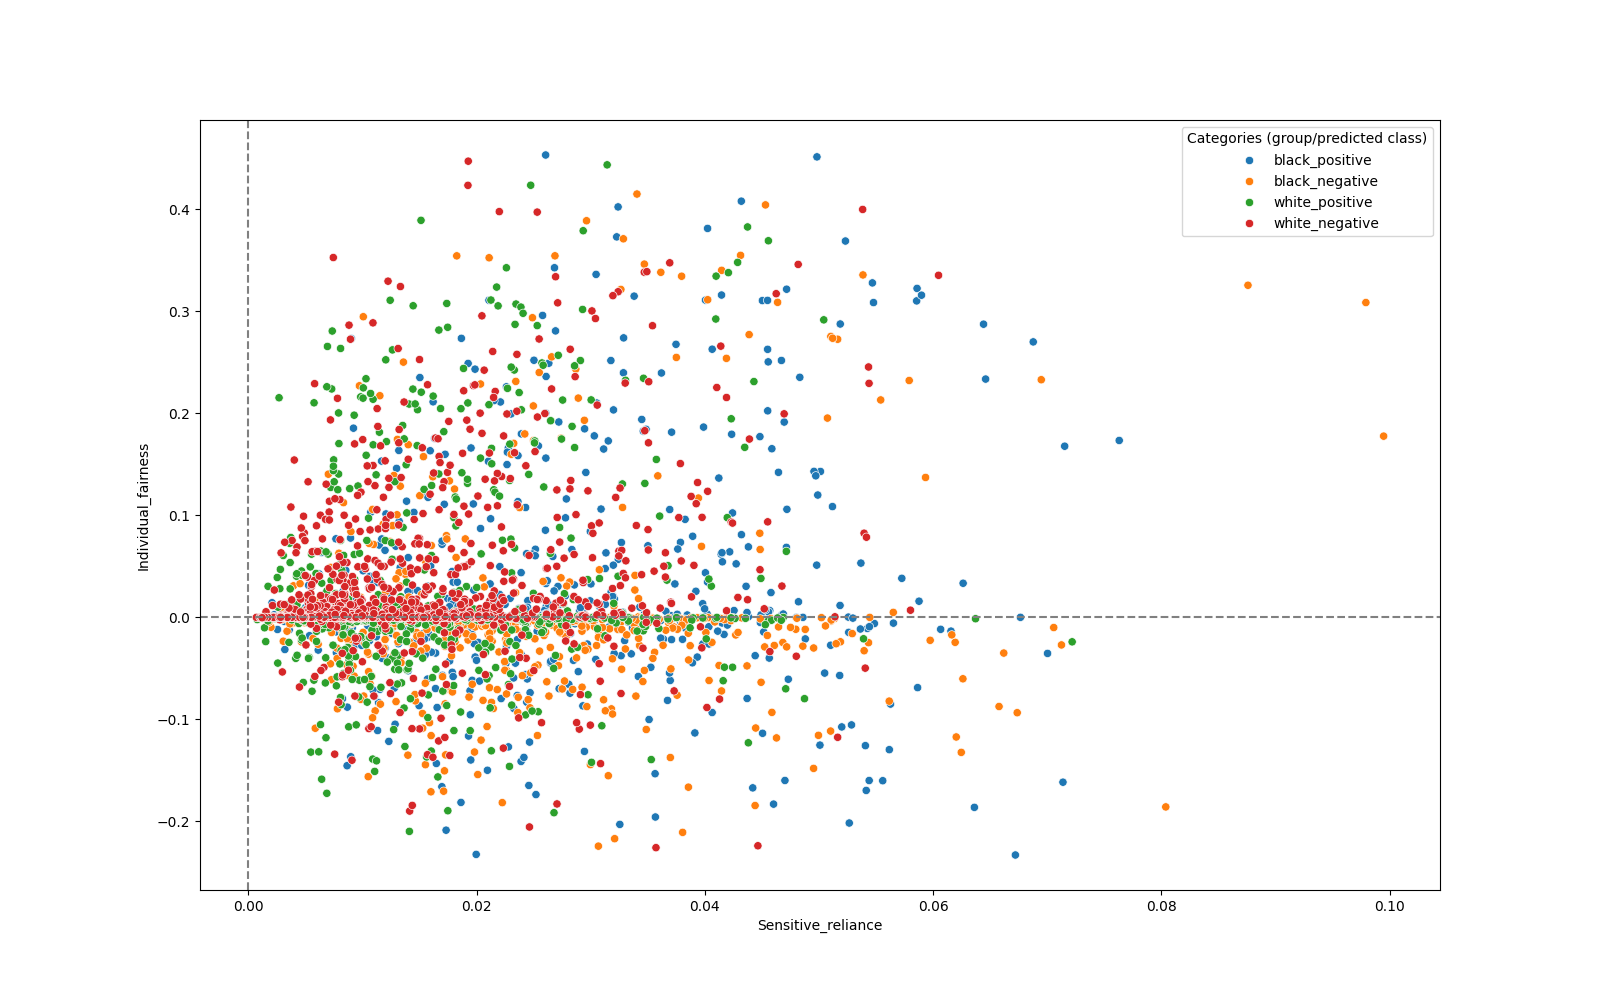 Categories (group/predicted class)
black_positive
black_negative
white_positive
white_negative
Individual_fairness
0.4
0.3
0.2
0.1
0.0
−0.1
−0.2
0.00 0.02 0.04 0.06 0.08 0.10
Sensitive_reliance